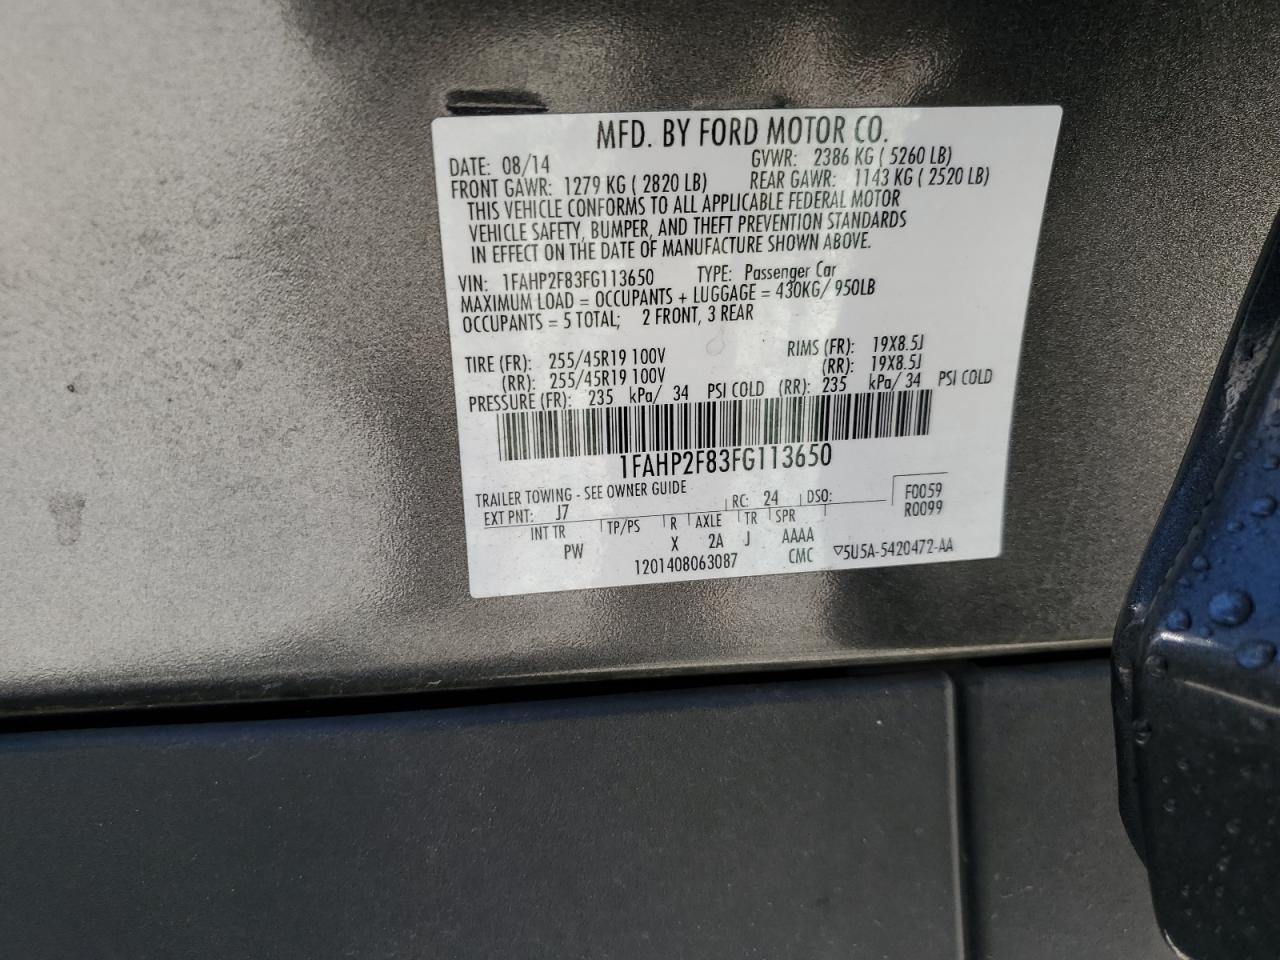 MFD. BY FORD MOTOR CO.
DATE: 08/14 GVWR: 2386 KG ( 5260 LB)
FRONT GAWR: 1279 KG ( 2820 LB) REAR GAWR: 1143 KG ( 2520 LB)
THIS VEHICLE CONFORMS TO ALL APPLICABLE FEDERAL MOTOR
VEHICLE SAFETY, BUMPER, AND THEFT PREVENTION STANDARDS
IN EFFECT ON THE DATE OF MANUFACTURE SHOWN ABOVE.
VIN: 1FAHP2F83FG113650 TYPE: Passenger Car
MAXIMUM LOAD = OCCUPANTS + LUGGAGE = 430KG/ 950LB
OCCUPANTS = 5 TOTAL; 2 FRONT, 3 REAR
TIRE (FR): 255/45R19 100V RIMS (FR): 19X8.5J
(RR): 255/45R19 100V (RR): 19X8.5J
PRESSURE (FR): 235 kPa/ 34 PSI COLD (RR): 235 kPa/ 34 PSI COLD
1FAHP2F83FG113650
TRAILER TOWING - SEE OWNER GUIDE
EXT PNT: J7 RC: 24 DSO: F0059
R0099
INT TR TP/PS R AXLE TR SPR
PW X 2A J AAAA
1201408063087 CMC ▽5U5A-5420472-AA